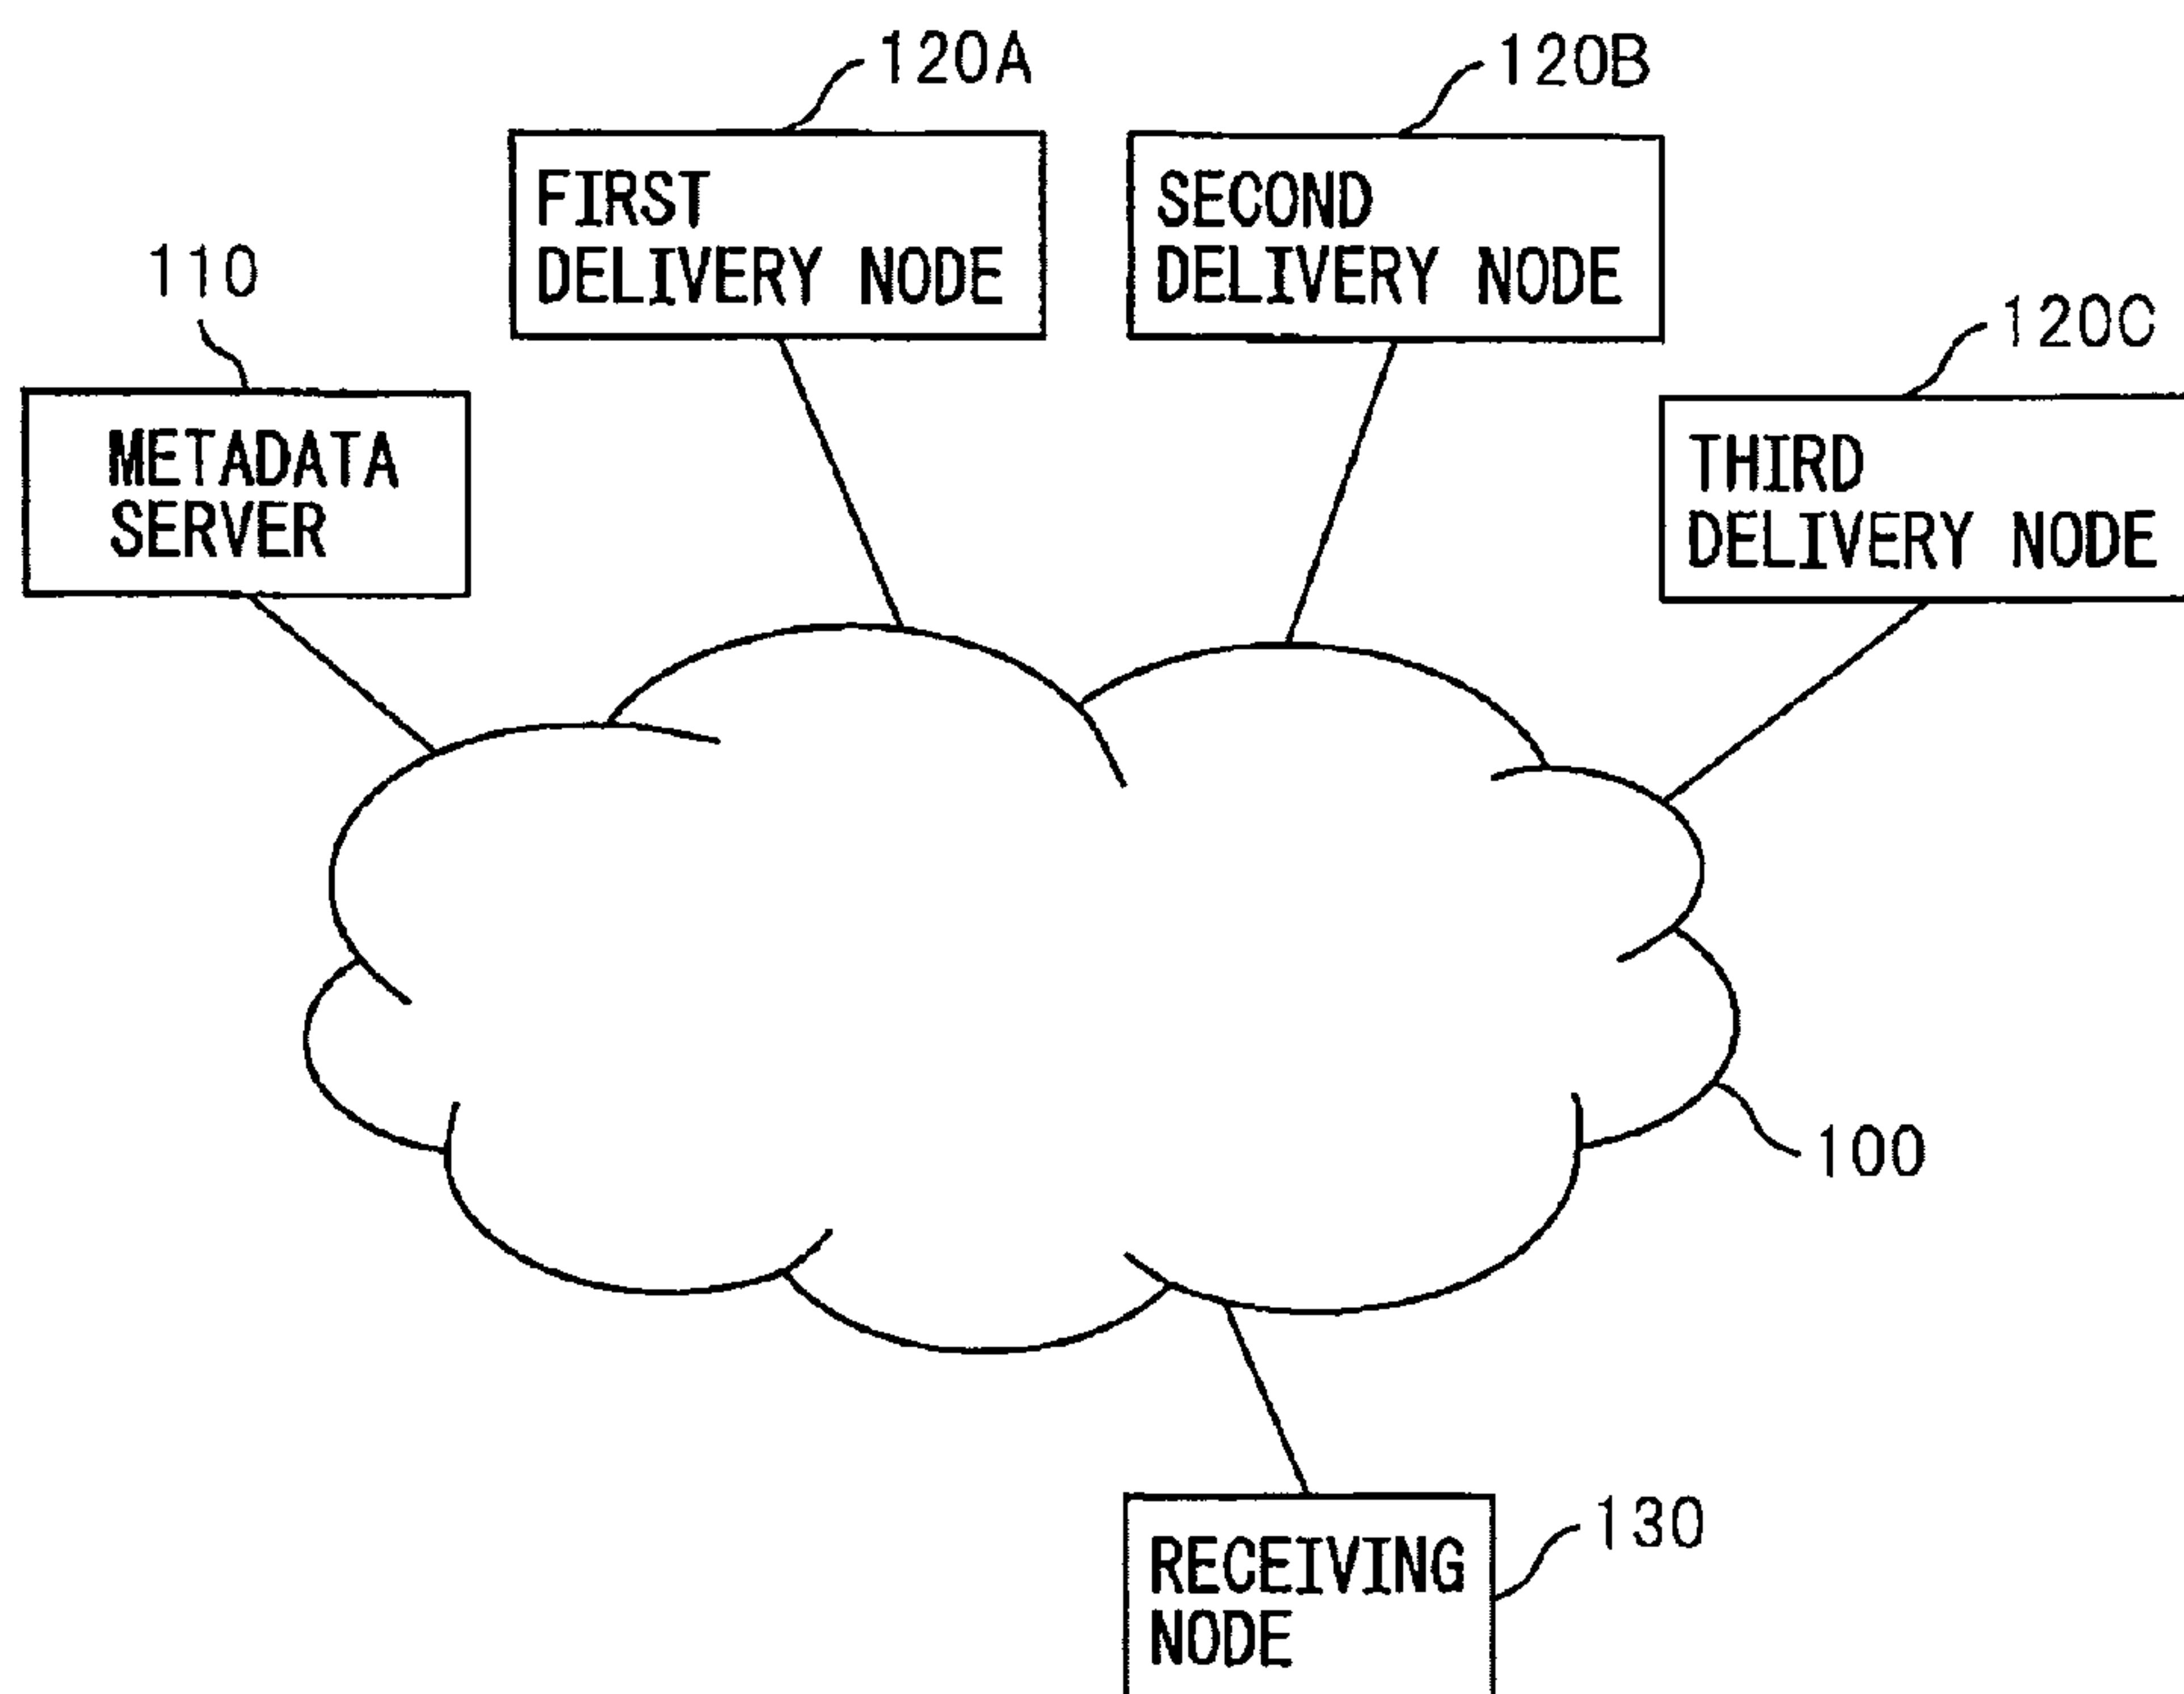 120A
120B
FIRST
DELIVERY NODE
SECOND
DELIVERY NODE
110
120C
METADATA
SERVER
THIRD
DELIVERY NODE
100
130
RECEIVING
NODE